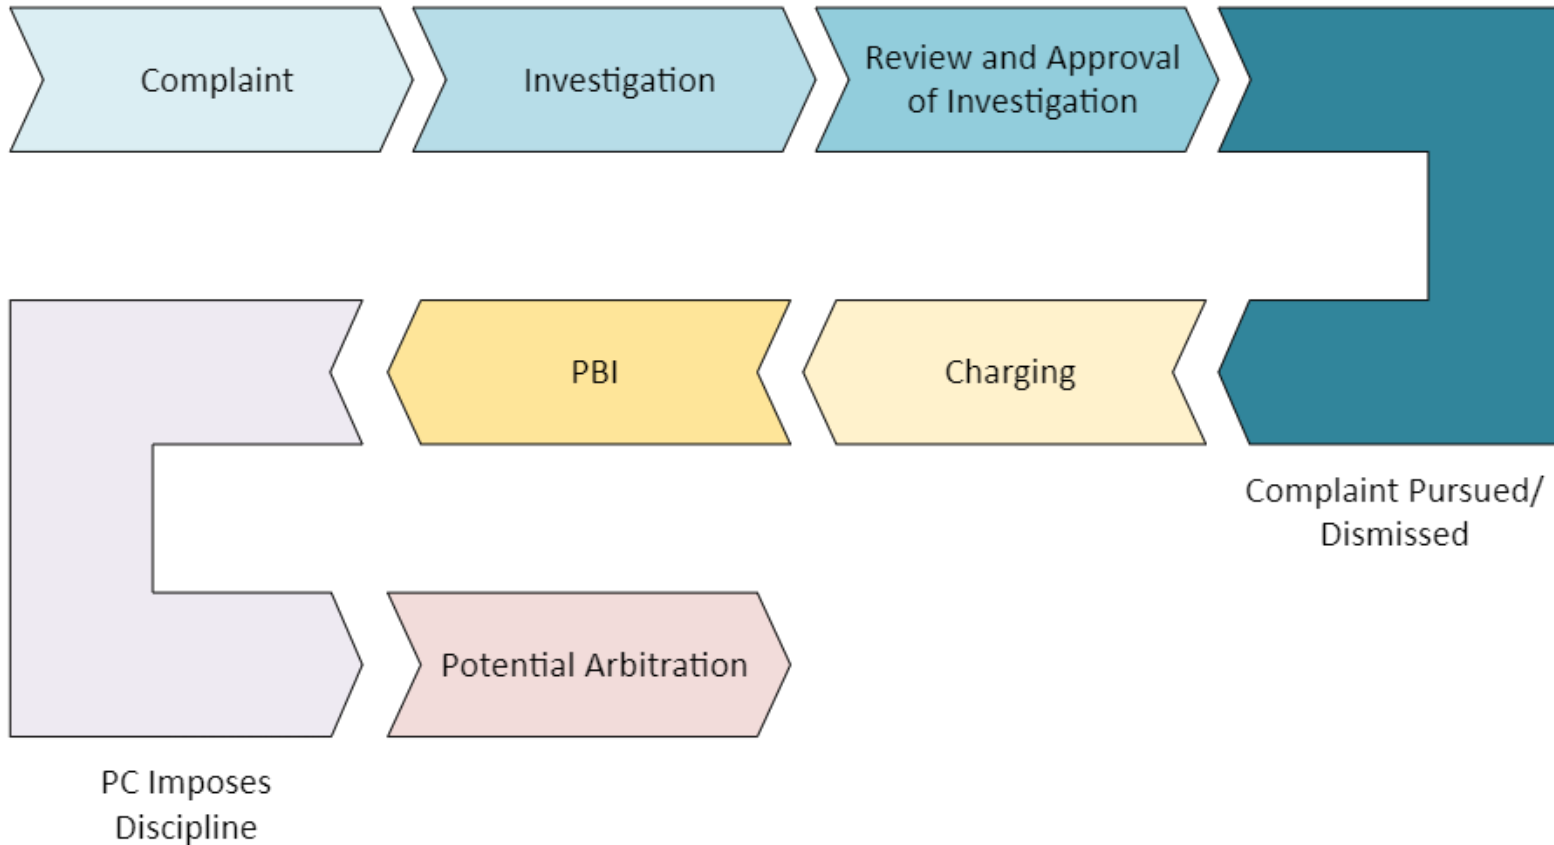 Complaint
Investigation
Review and Approval
of Investigation
Complaint Pursued/
Dismissed
Charging
PBI
PC Imposes
Discipline
Potential Arbitration